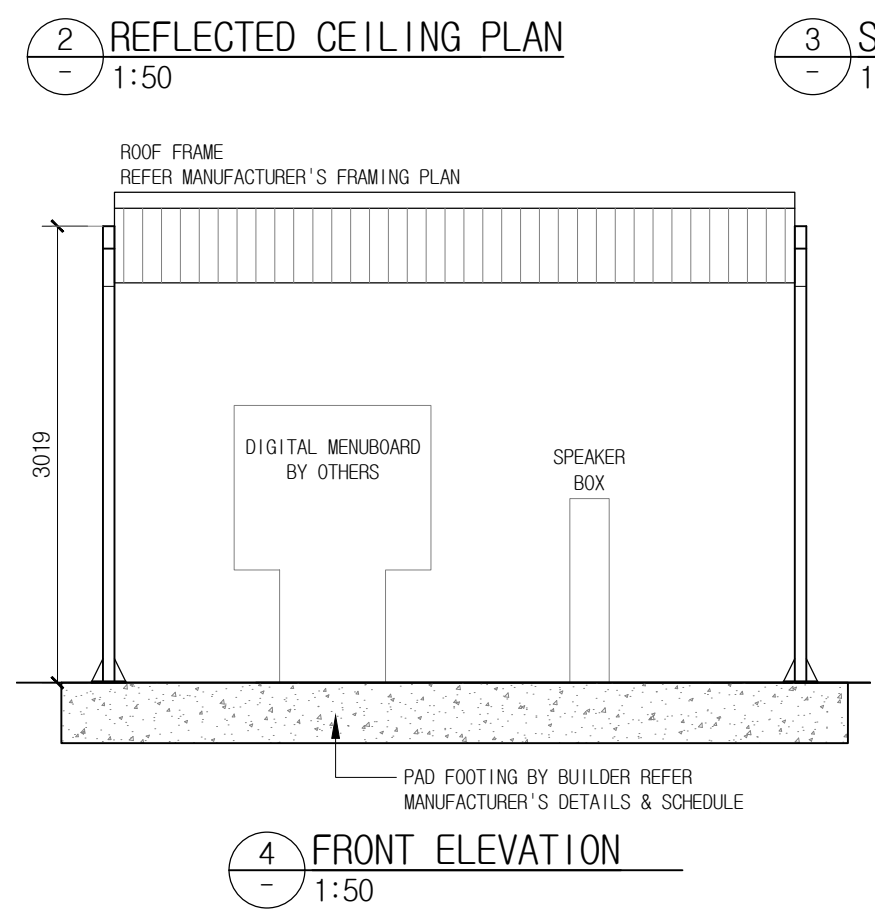 2 REFLECTED CEILING PLAN
- 1:50
3 S
- 1
ROOF FRAME
REFER MANUFACTURER'S FRAMING PLAN
3019
DIGITAL MENUBOARD
BY OTHERS
SPEAKER
BOX
PAD FOOTING BY BUILDER REFER
MANUFACTURER'S DETAILS & SCHEDULE
4 FRONT ELEVATION
- 1:50